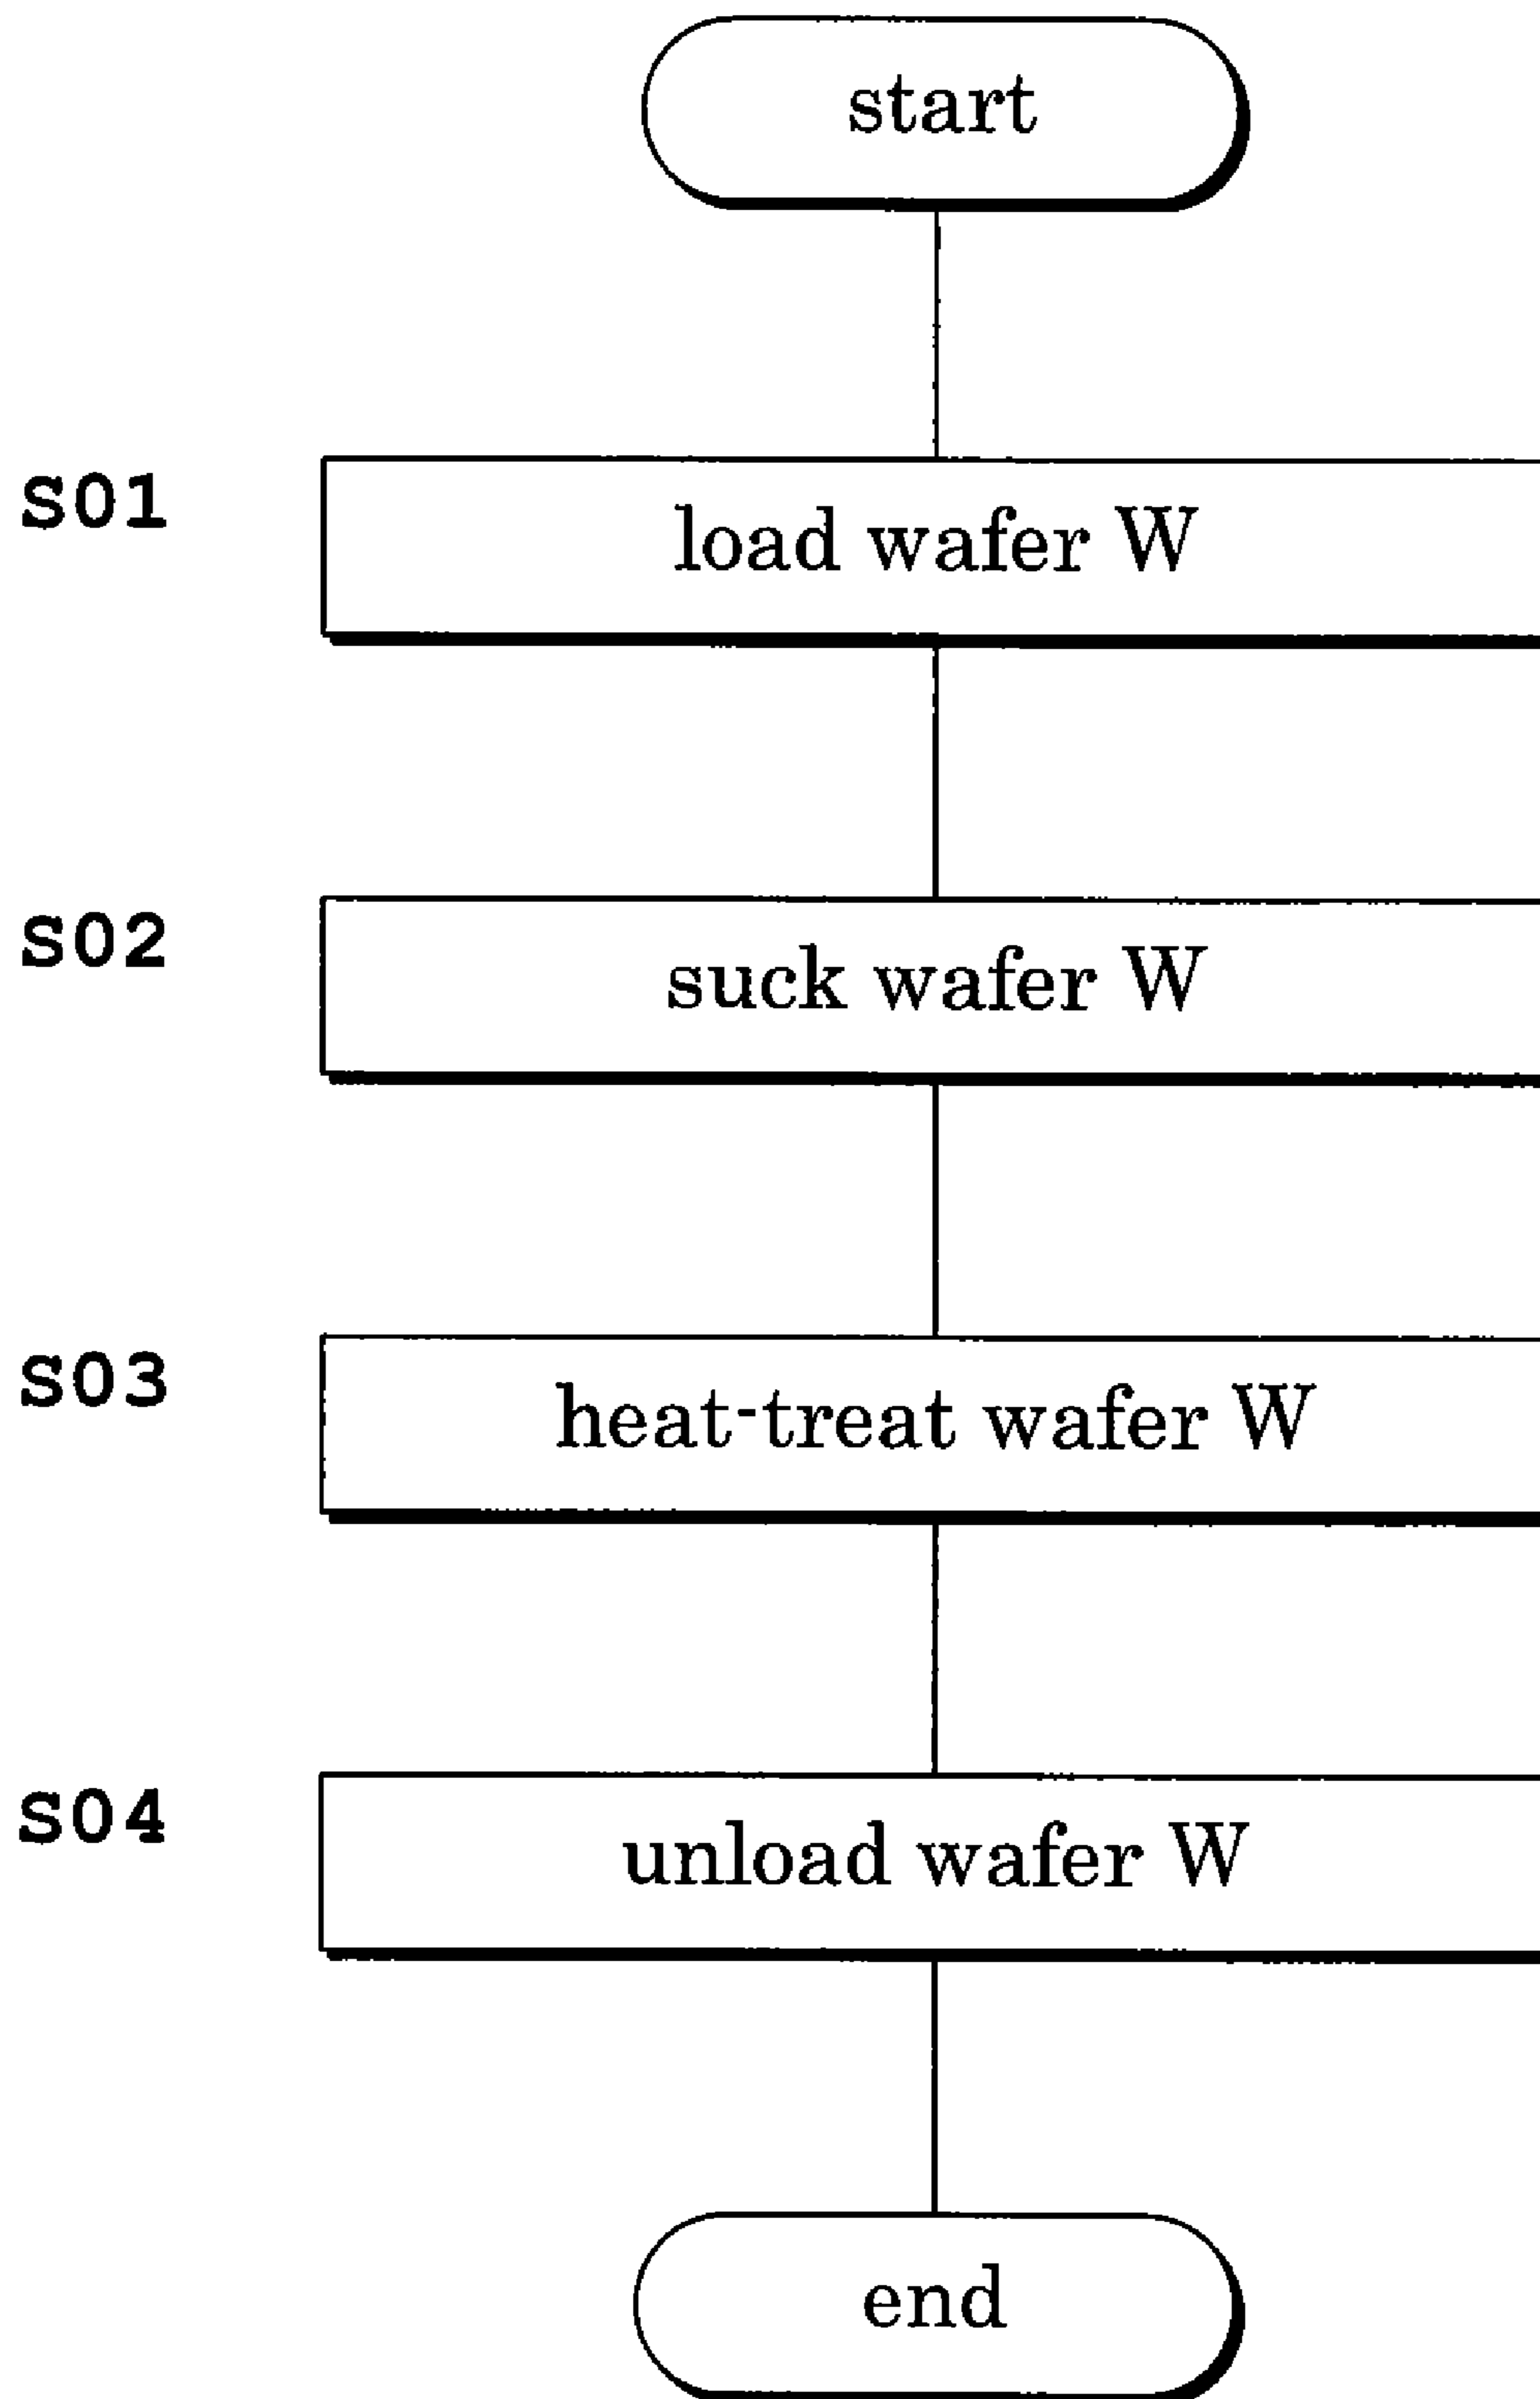 start
S01
load wafer W
S02
suck wafer W
S03
heat-treat wafer W
S04
unload wafer W
end